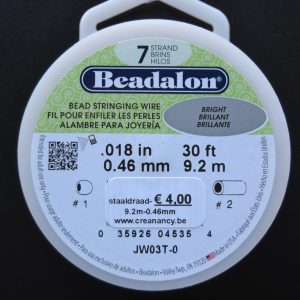 7 STRAND
BRINS
HILOS
Beadalon®
BEAD STRINGING WIRE
FIL POUR ENFILER LES PERLES
ALAMBRE PARA JOYERÍA
BRIGHT
BRILLANT
BRILLANTE
.018 in 30 ft
0.46 mm 9.2 m
# 1
# 2
staaldraad- € 4,00
9.2m-0.46mm
www.creanancy.be
0 35926 04535 4
JW03T-0
Made in U.S.A.